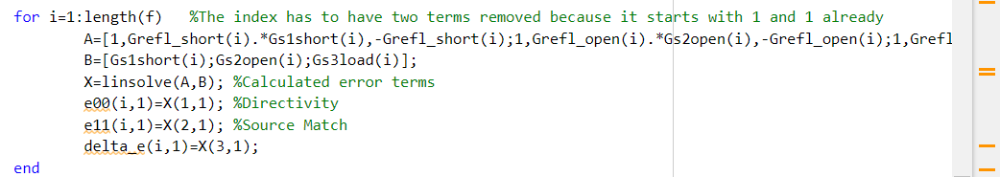 for i=1:length(f)   %The index has to have two terms removed because it starts with 1 and 1 already
        A=[1,Grefl_short(i).*Gs1short(i),-Grefl_short(i);1,Grefl_open(i).*Gs2open(i),-Grefl_open(i);1,Grefl
        B=[Gs1short(i);Gs2open(i);Gs3load(i)];
        X=linsolve(A,B); %Calculated error terms
        e00(i,1)=X(1,1); %Directivity
        e11(i,1)=X(2,1); %Source Match
        delta_e(i,1)=X(3,1);
end